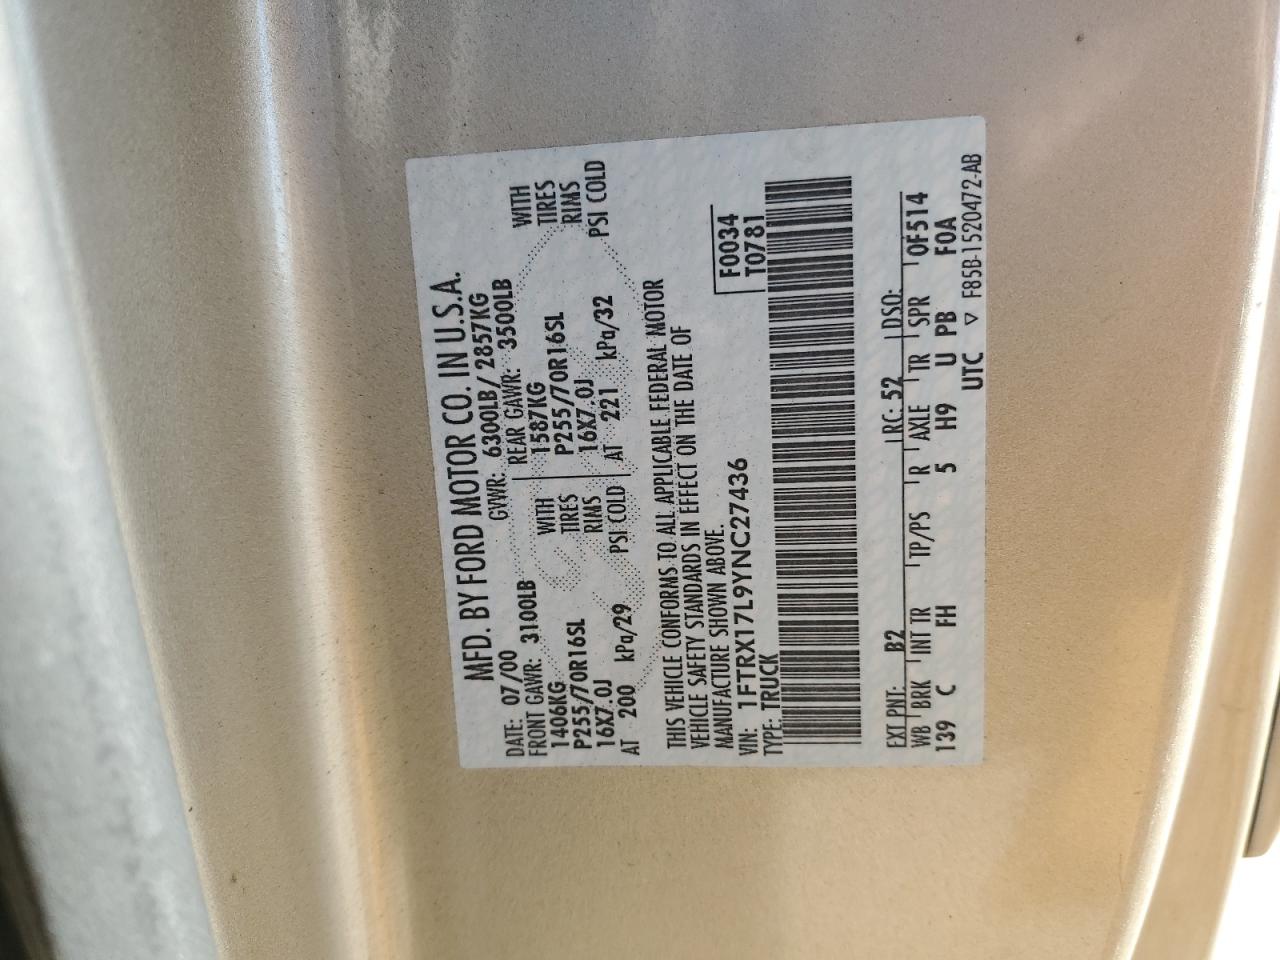 MFD. BY FORD MOTOR CO. IN U.S.A.
DATE: 07/00 GVWR: 6300LB/ 2857KG
FRONT GAWR: 3100LB REAR GAWR: 3500LB
1406KG WITH 1587KG WITH
P255/70R16SL TIRES P255/70R16SL TIRES
16X7.0J RIMS 16X7.0J RIMS
AT 200 kPa/29 PSI COLD AT 221 kPa/32 PSI COLD
THIS VEHICLE CONFORMS TO ALL APPLICABLE FEDERAL MOTOR
VEHICLE SAFETY STANDARDS IN EFFECT ON THE DATE OF
MANUFACTURE SHOWN ABOVE.
VIN: 1FTRX17L9YNC27436 F0034
TYPE: TRUCK T0781
EXT PNT: B2 RC: 52 DSO:
WB BRK INT TR TP/PS R AXLE TR SPR 0F514
139 C FH 5 H9 U PB F0A
UTC ▽ F85B-1520472-AB